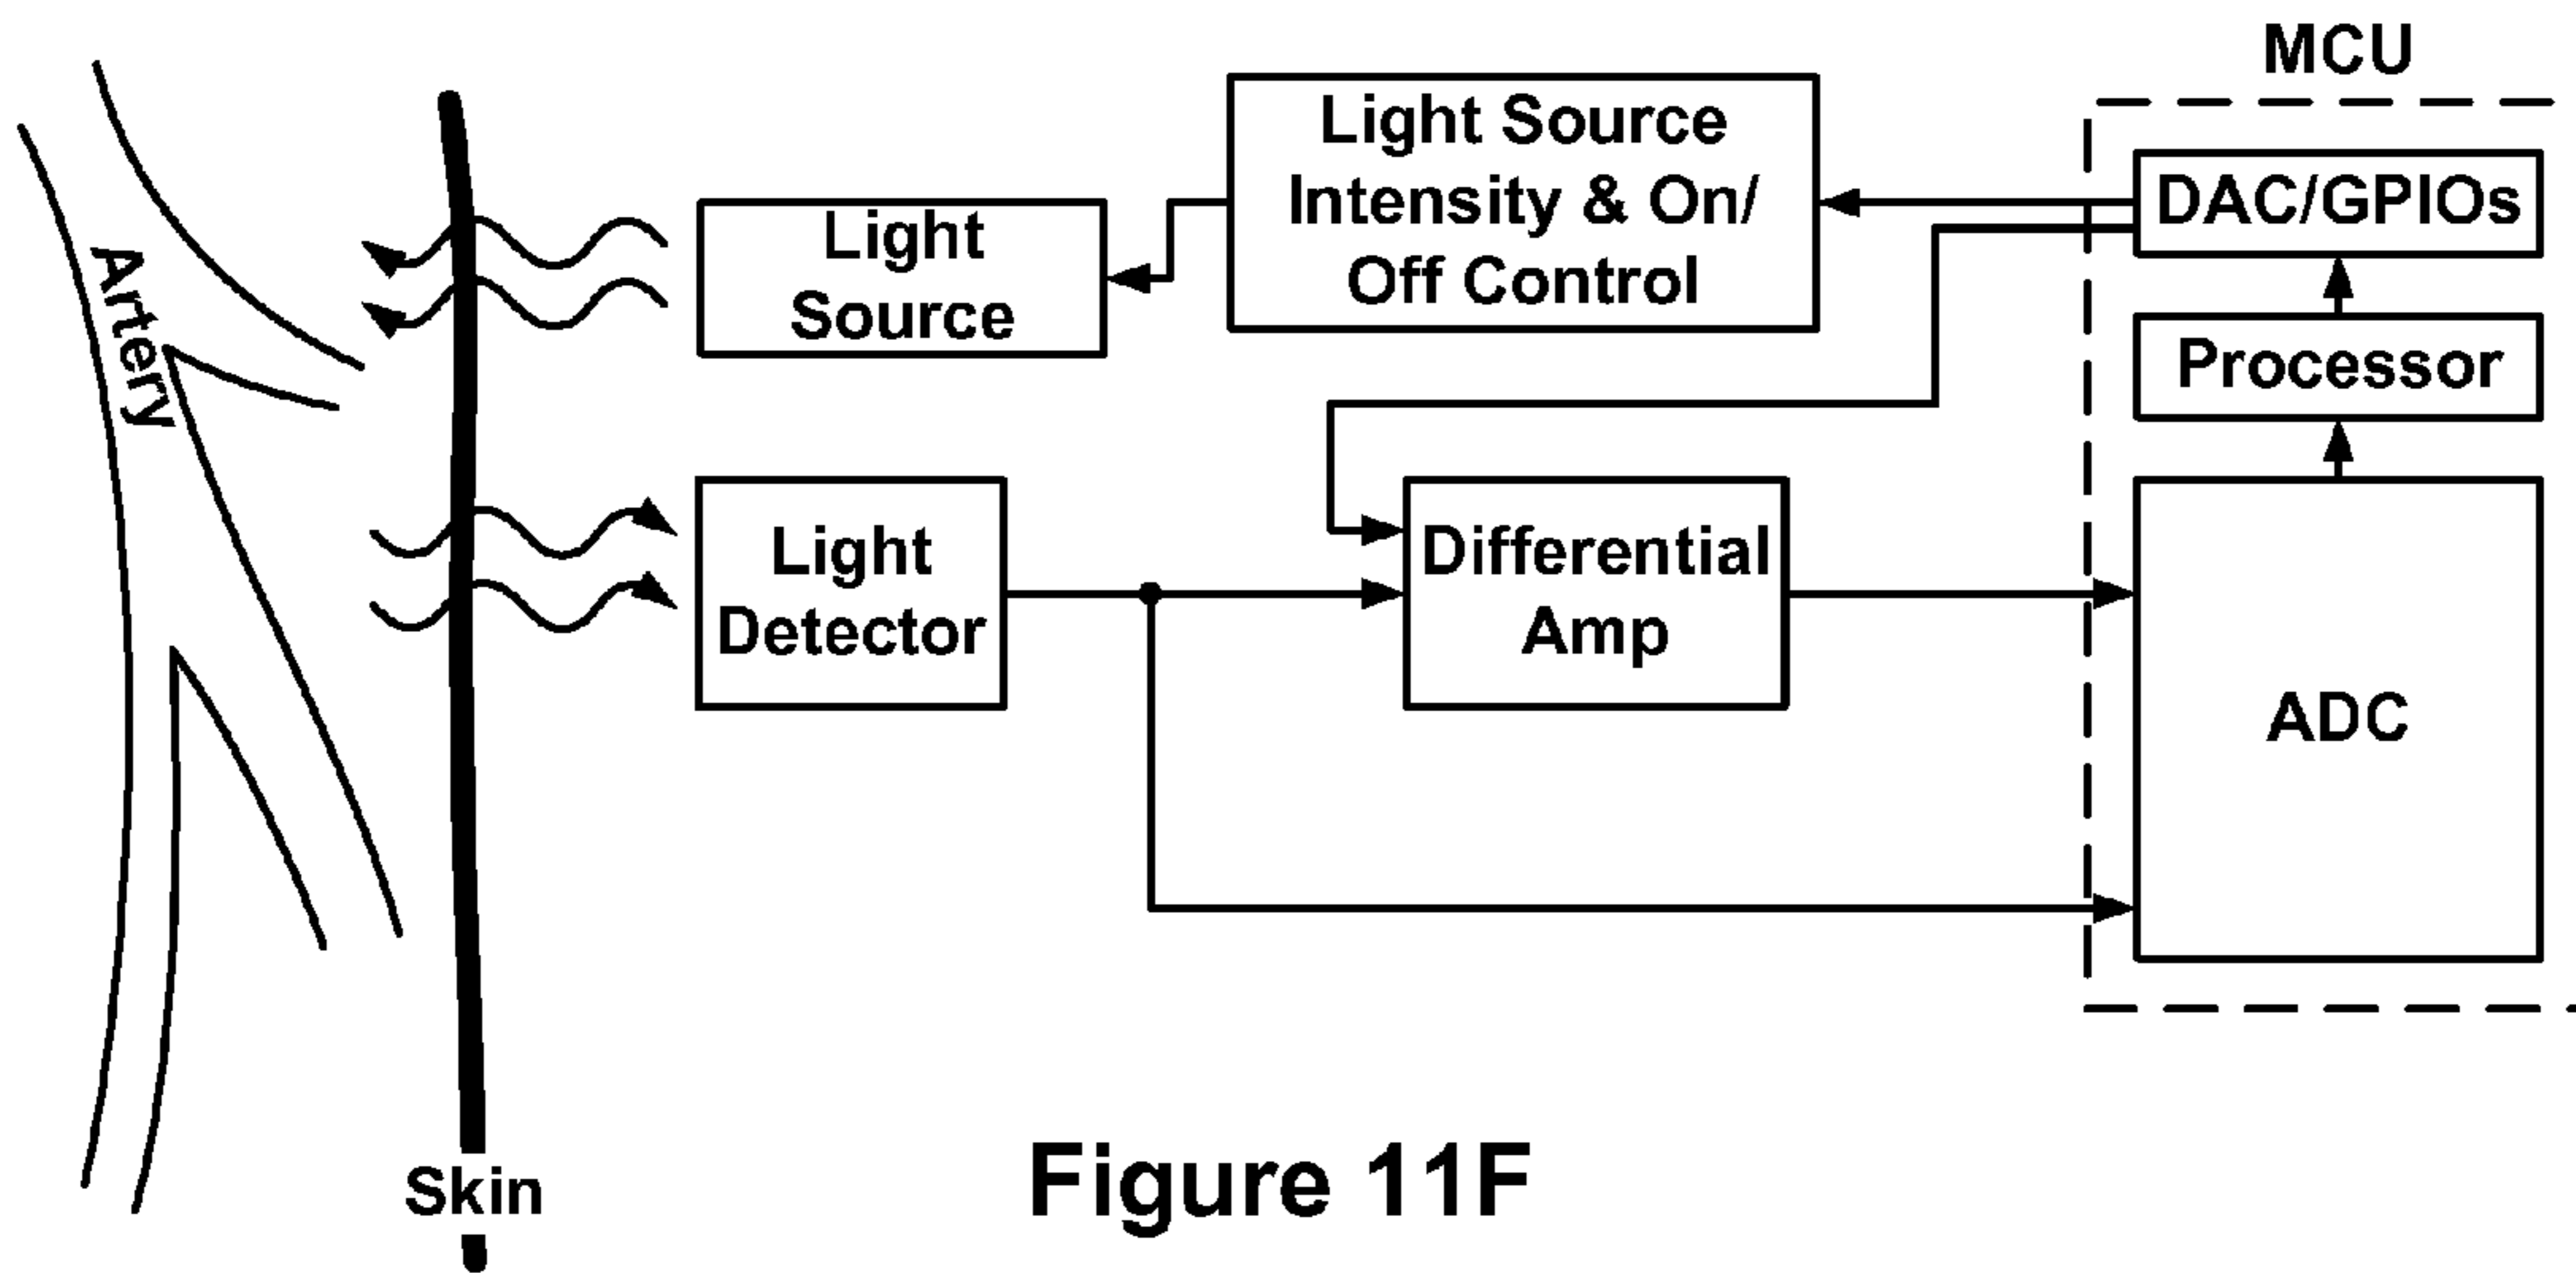 MCU
Light Source
Intensity & On/
Off Control
DAC/GPIOs
Light
Source
Artery
Processor
Light
Detector
Differential
Amp
ADC
Skin
Figure 11F